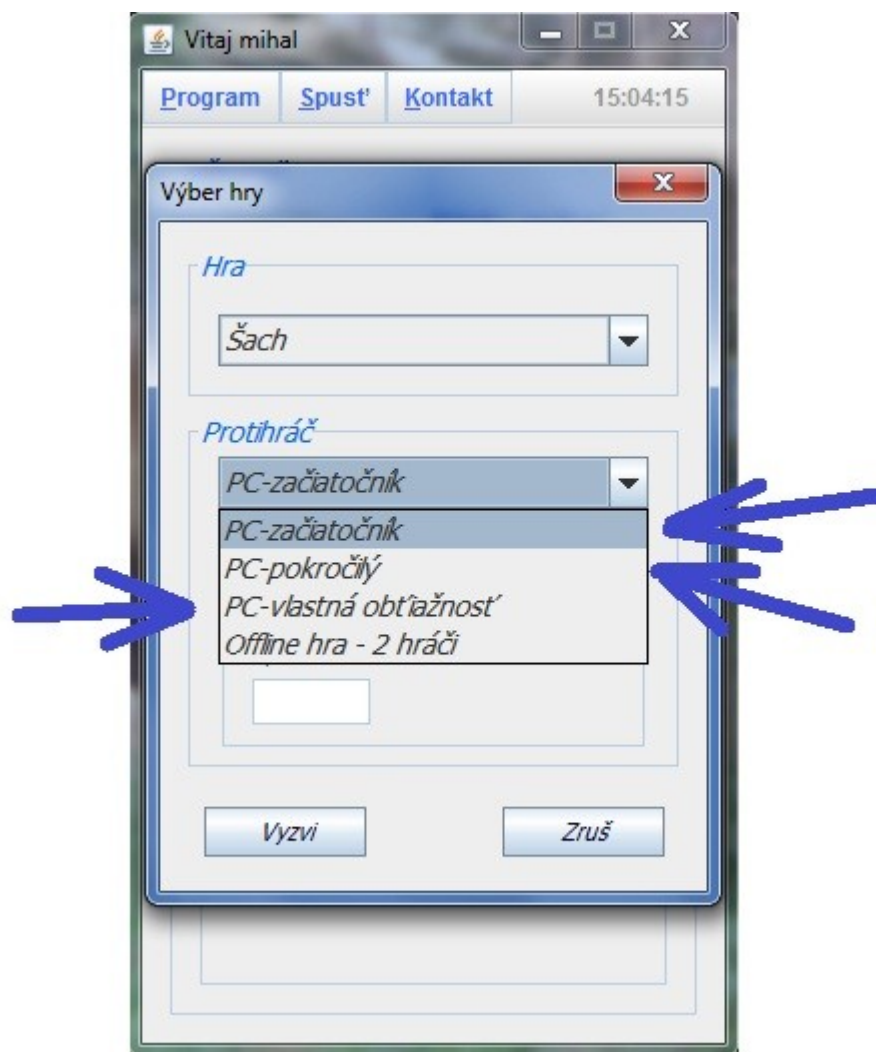 Vitaj mihal
Program Spusť Kontakt 15:04:15
Výber hry
Hra
Šach
Protihráč
PC-začiatočník
PC-začiatočník
PC-pokročilý
PC-vlastná obťiažnosť
Offline hra - 2 hráči
Vyzvi Zruš